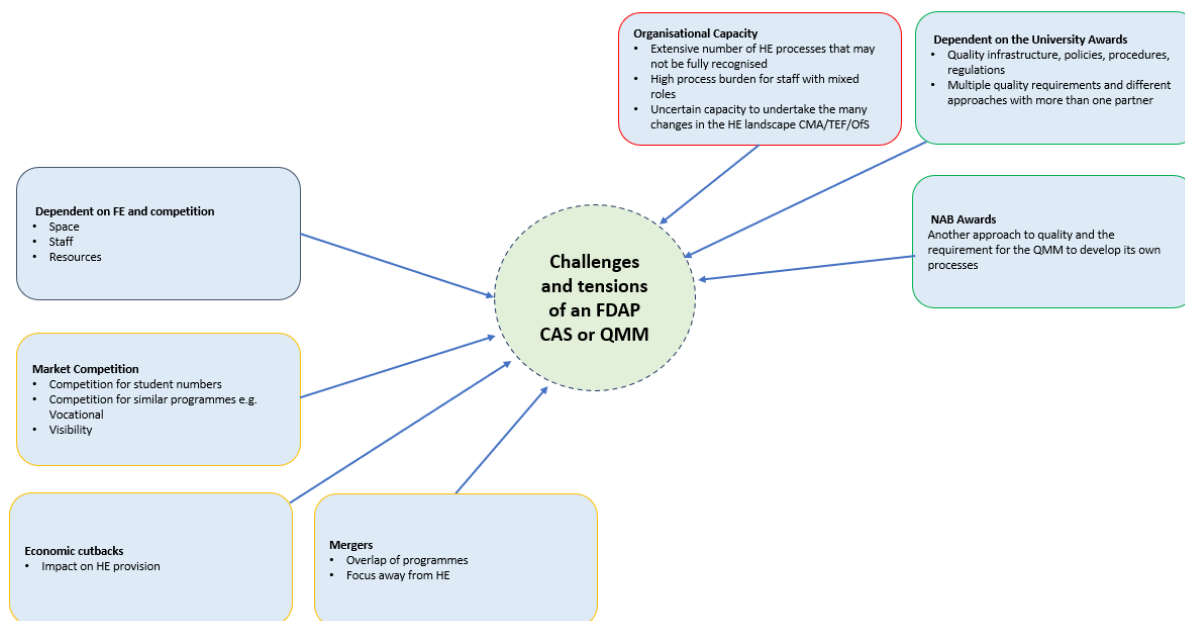 Organisational Capacity
• Extensive number of HE processes that may
not be fully recognised
• High process burden for staff with mixed
roles
• Uncertain capacity to undertake the many
changes in the HE landscape CMA/TEF/OfS
Dependent on the University Awards
• Quality infrastructure, policies, procedures,
regulations
• Multiple quality requirements and different
approaches with more than one partner
Dependent on FE and competition
• Space
• Staff
• Resources
NAB Awards
Another approach to quality and the
requirement for the QMM to develop its own
processes
Challenges
and tensions
of an FDAP
CAS or QMM
Market Competition
• Competition for student numbers
• Competition for similar programmes e.g.
Vocational
• Visibility
Economic cutbacks
• Impact on HE provision
Mergers
• Overlap of programmes
• Focus away from HE